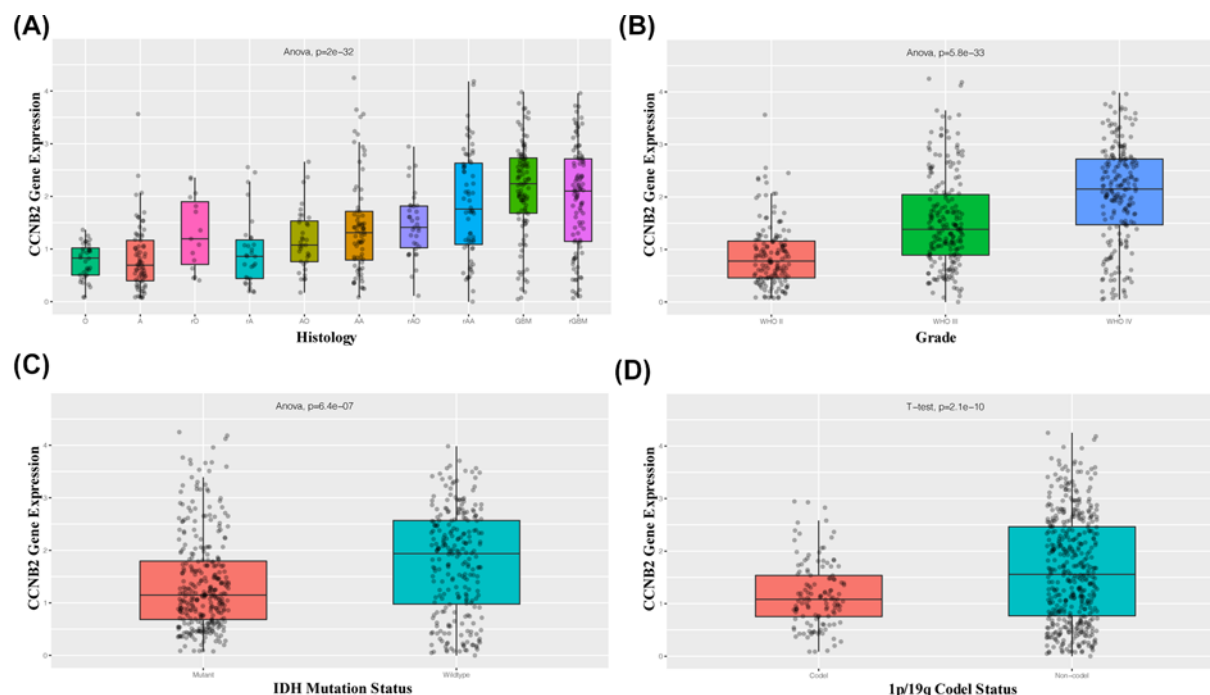 (A)
Anova, p=2e-32
CCNB2 Gene Expression
4
3
2
1
0
O A rO rA AO AA rAO rAA GBM rGBM
Histology
(B)
Anova, p=5.8e-33
CCNB2 Gene Expression
4
3
2
1
0
WHO II WHO III WHO IV
Grade
(C)
Anova, p=6.4e-07
CCNB2 Gene Expression
4
3
2
1
0
Mutant Wildtype
IDH Mutation Status
(D)
T-test, p=2.1e-10
CCNB2 Gene Expression
4
3
2
1
0
Codel Non-codel
1p/19q Codel Status